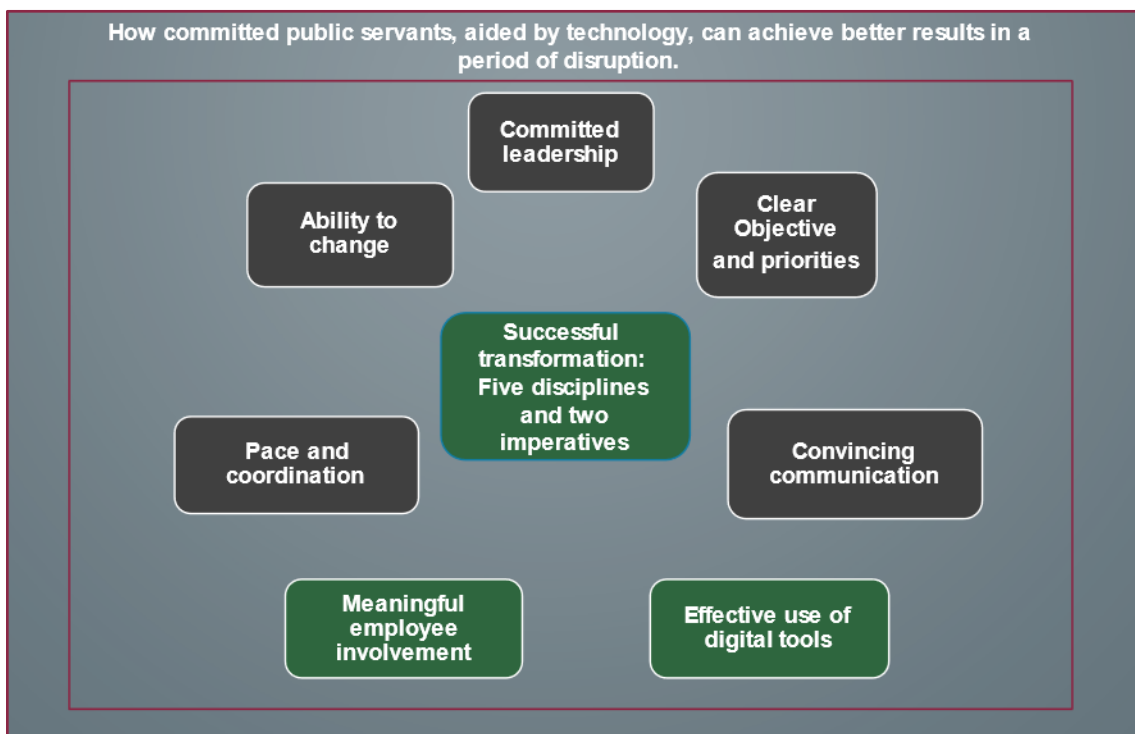 How committed public servants, aided by technology, can achieve better results in a
period of disruption.
Committed
leadership
Clear
Objective
and priorities
Ability to
change
Successful
transformation:
Five disciplines
and two
imperatives
Pace and
coordination
Convincing
communication
Meaningful
employee
involvement
Effective use of
digital tools